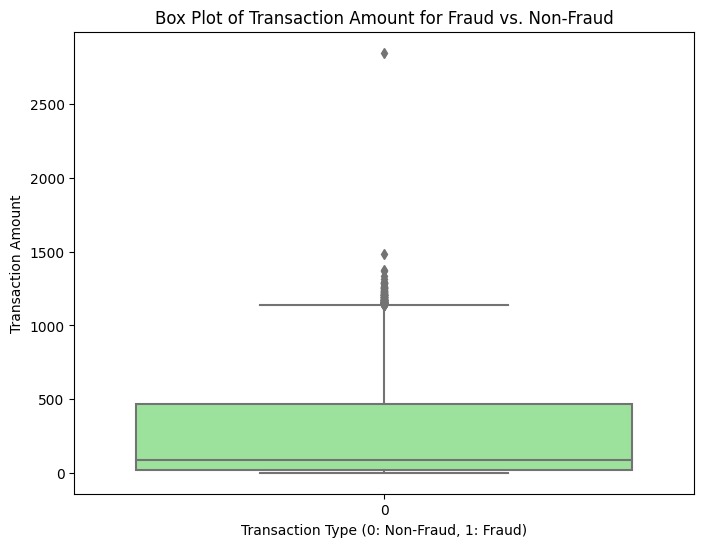 Box Plot of Transaction Amount for Fraud vs. Non-Fraud
2500
2000
1500
1000
500
0
Transaction Amount
0
Transaction Type (0: Non-Fraud, 1: Fraud)